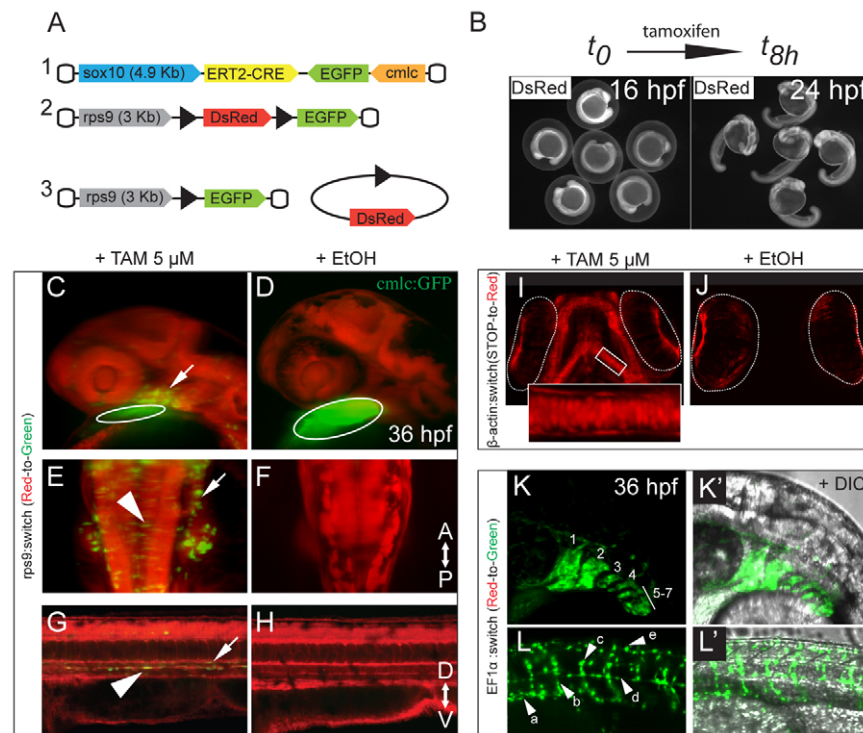 A
1 sox10 (4.9 Kb) ERT2-CRE EGFP cmlc
2 rps9 (3 Kb) DsRed EGFP
3 rps9 (3 Kb) EGFP
DsRed
B
tamoxifen
t0 t8h
DsRed 16 hpf DsRed 24 hpf
+ TAM 5 µM + EtOH
rps9:switch (Red-to-Green)
C D cmlc:GFP
36 hpf
E F
A
P
G H
D
V
+ TAM 5 µM + EtOH
β-actin:switch(STOP-to-Red)
I J
EF1α :switch (Red-to-Green)
K 36 hpf K' + DIC
1
2
3
4
5-7
L c e L'
a b d